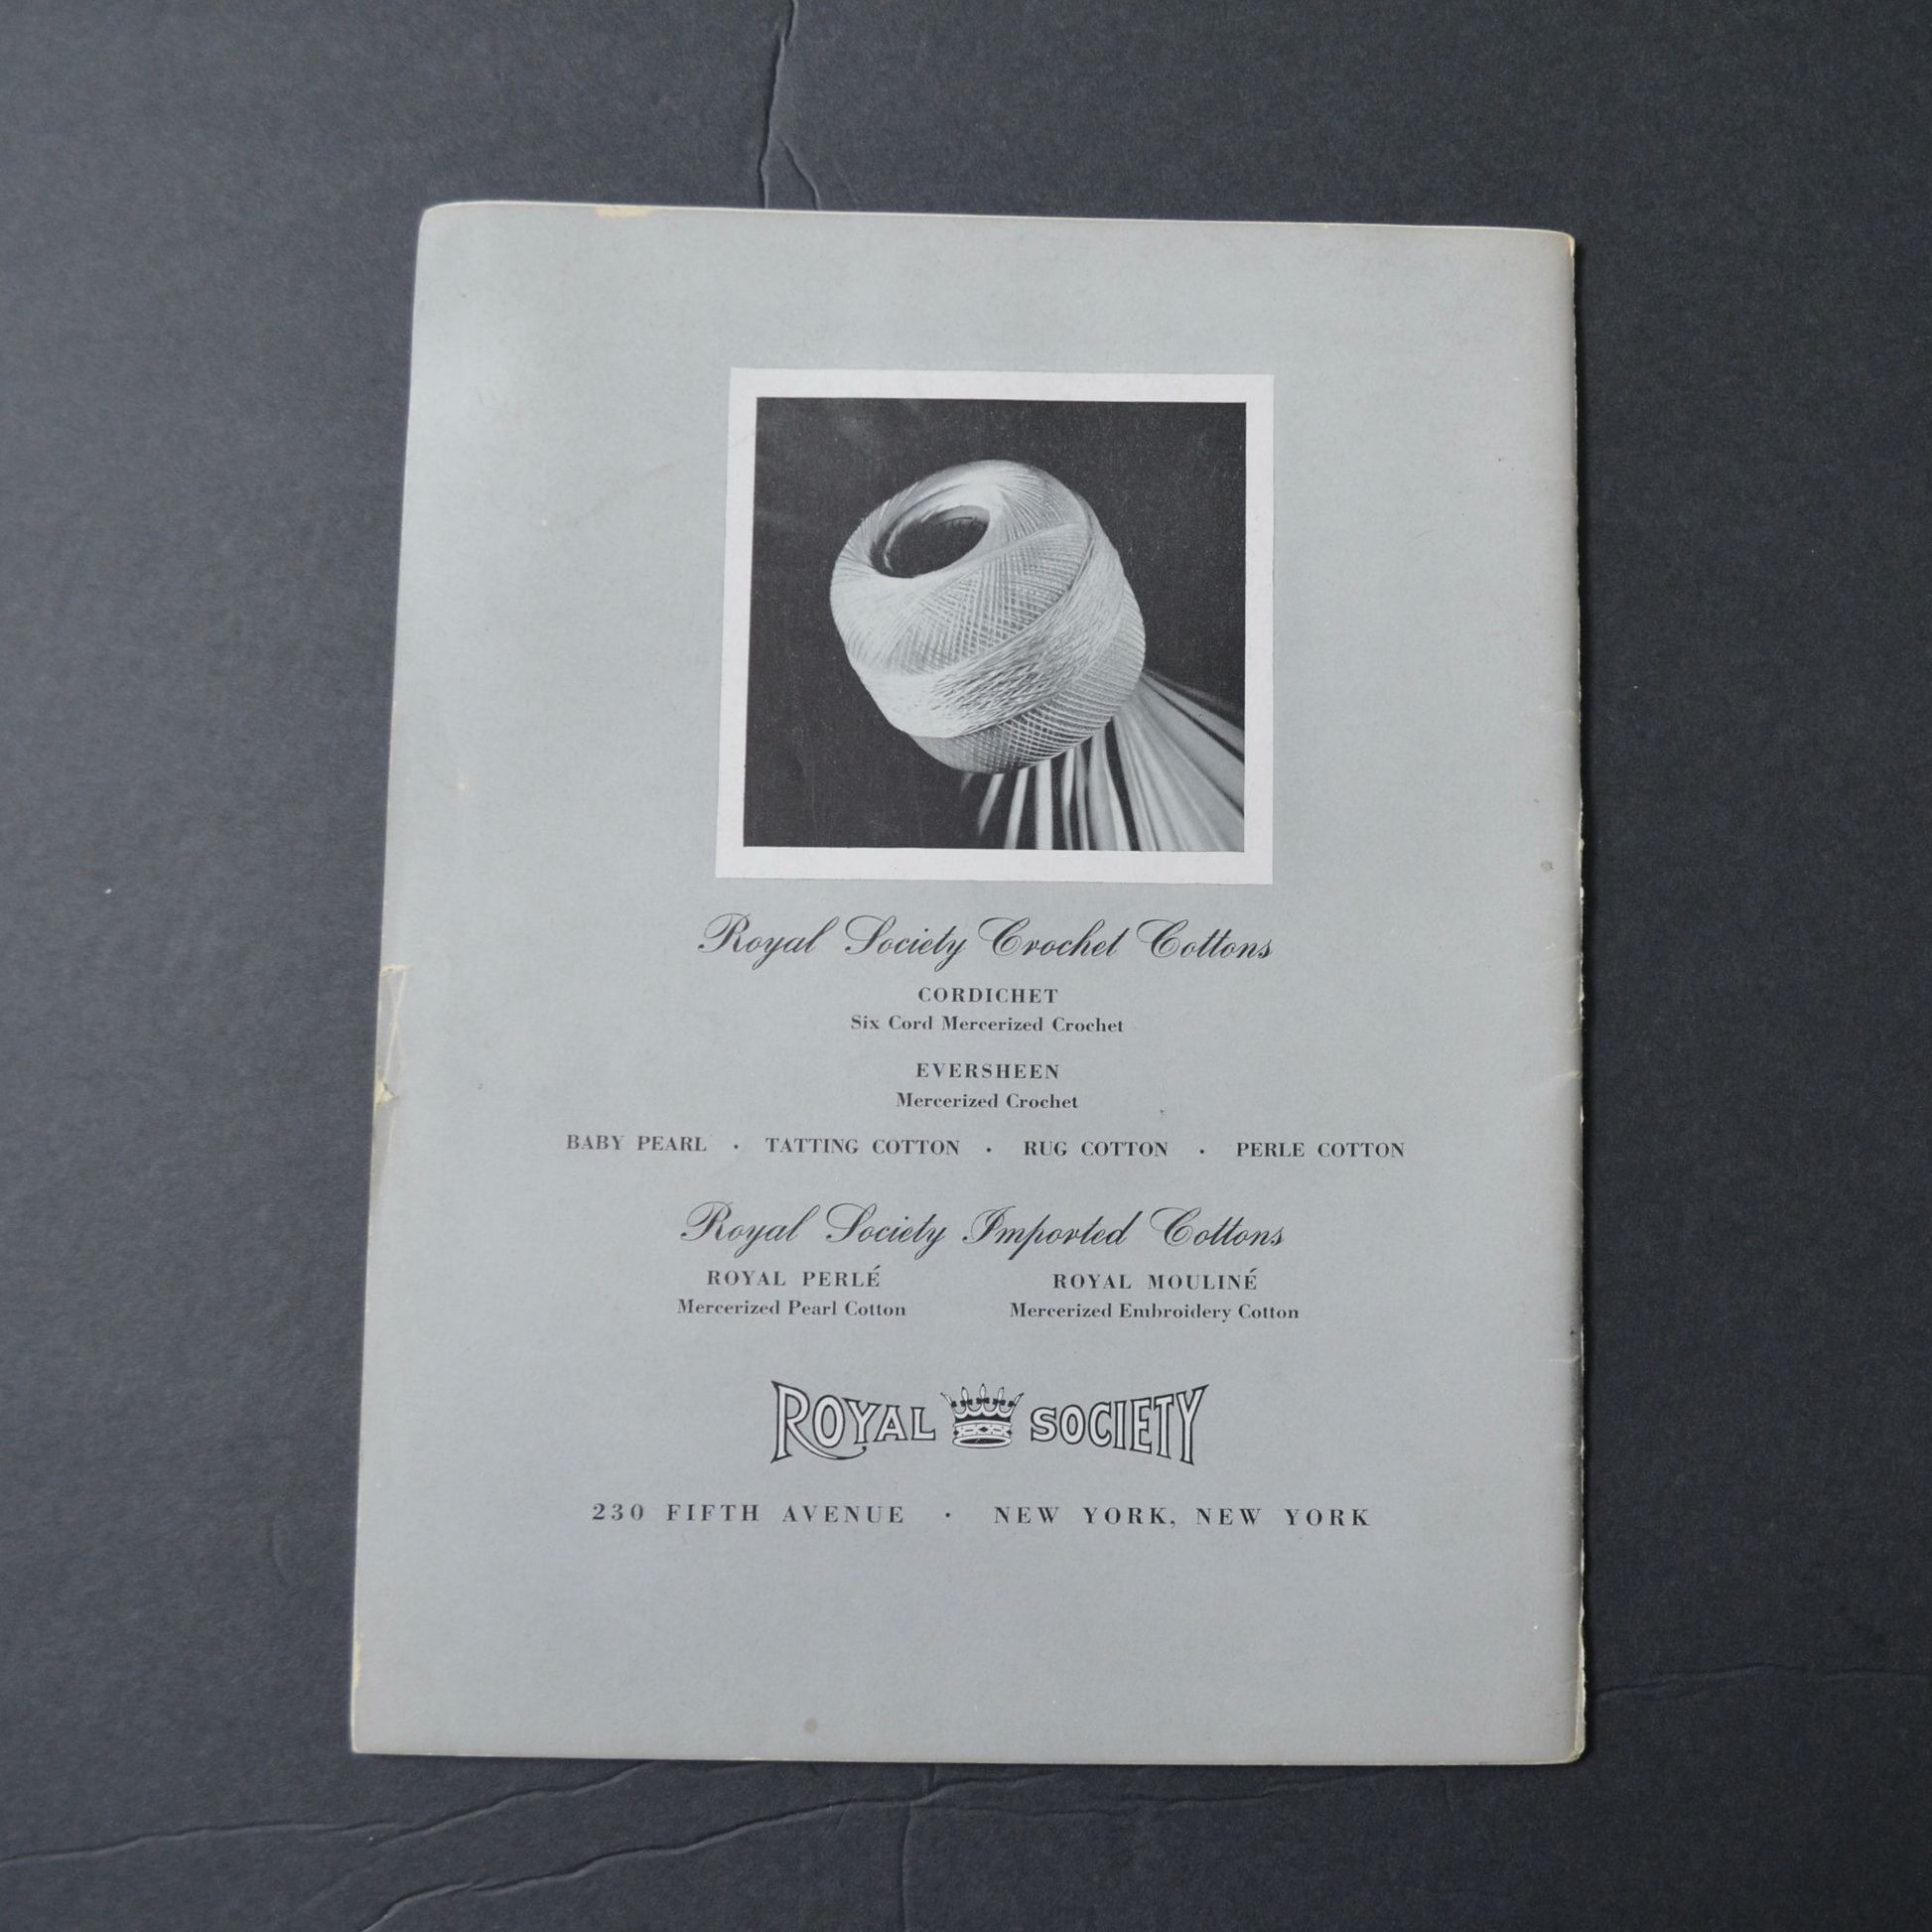 Royal Society Crochet Cottons
CORDICHET
Six Cord Mercerized Crochet
EVERSHEEN
Mercerized Crochet
BABY PEARL · TATTING COTTON · RUG COTTON · PERLE COTTON
Royal Society Imported Cottons
ROYAL PERLÉ ROYAL MOULINÉ
Mercerized Pearl Cotton Mercerized Embroidery Cotton
ROYAL SOCIETY
230 FIFTH AVENUE · NEW YORK, NEW YORK